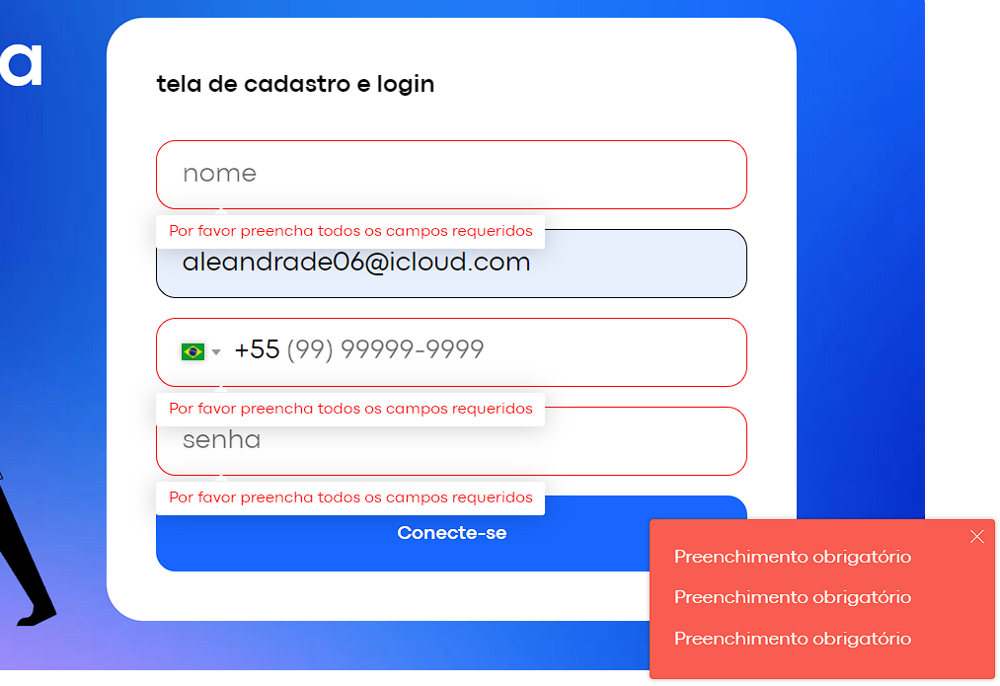 a
tela de cadastro e login
nome
Por favor preencha todos os campos requeridos
aleandrade06@icloud.com
+55 (99) 99999-9999
Por favor preencha todos os campos requeridos
senha
Por favor preencha todos os campos requeridos
Conecte-se
Preenchimento obrigatório
Preenchimento obrigatório
Preenchimento obrigatório